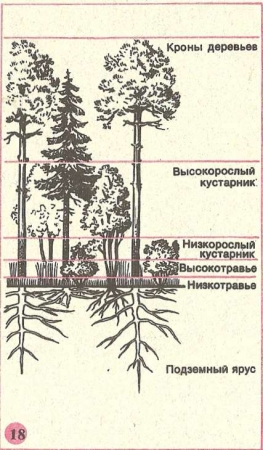 Кроны деревьев
Высокорослый
кустарник
Низкорослый
кустарник
Высокотравье
Низкотравье
Подземный ярус
18